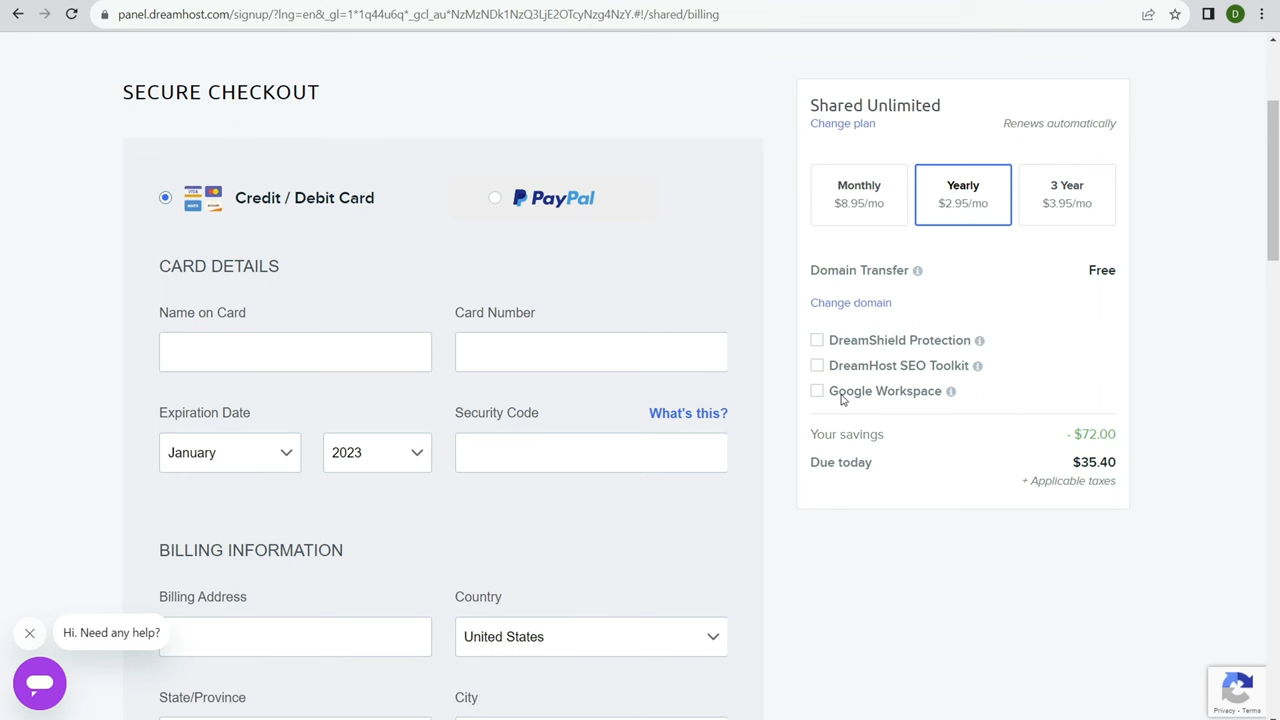 panel.dreamhost.com/signup/?lng=en&_gl=1*1q44u6q*_gcl_au*NzMzNDk1NzQ3LjE2OTcyNzg4NzY.#!/shared/billing
D
SECURE CHECKOUT
Credit / Debit Card
PayPal
CARD DETAILS
Name on Card
Card Number
Expiration Date
Security Code
What's this?
January
2023
BILLING INFORMATION
Billing Address
Country
United States
State/Province
City
Shared Unlimited
Change plan
Renews automatically
Monthly
$8.95/mo
Yearly
$2.95/mo
3 Year
$3.95/mo
Domain Transfer
Free
Change domain
DreamShield Protection
DreamHost SEO Toolkit
Google Workspace
Your savings
- $72.00
Due today
$35.40
+ Applicable taxes
Hi. Need any help?
Privacy - Terms